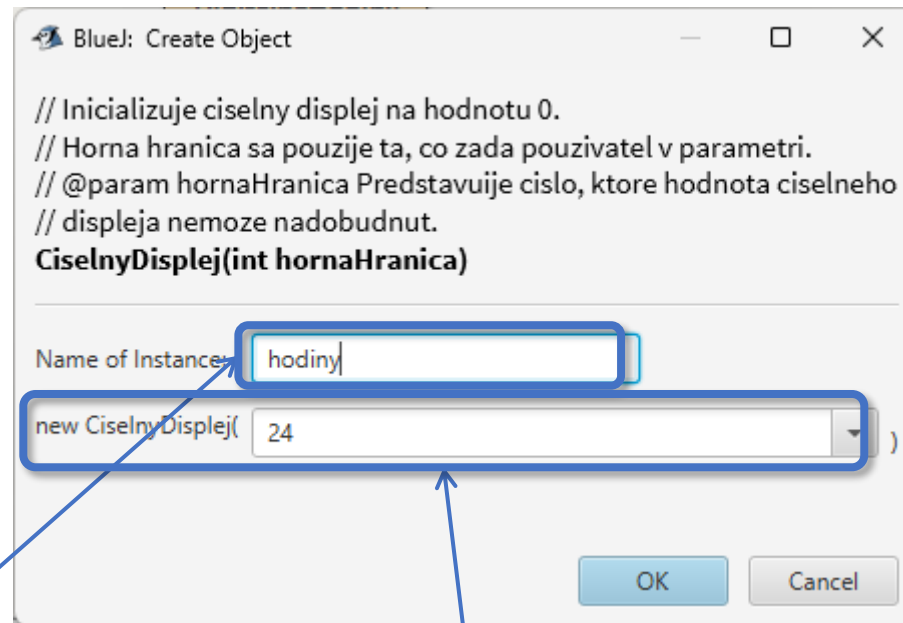 BlueJ: Create Object
// Inicializuje ciselny displej na hodnotu 0.
// Horna hranica sa pouzije ta, co zada pouzivatel v parametri.
// @param hornaHranica Predstavuije cislo, ktore hodnota ciselneho
// displeja nemoze nadobudnut.
CiselnyDisplej(int hornaHranica)
Name of Instance: hodiny
new CiselnyDisplej( 24 )
OK Cancel